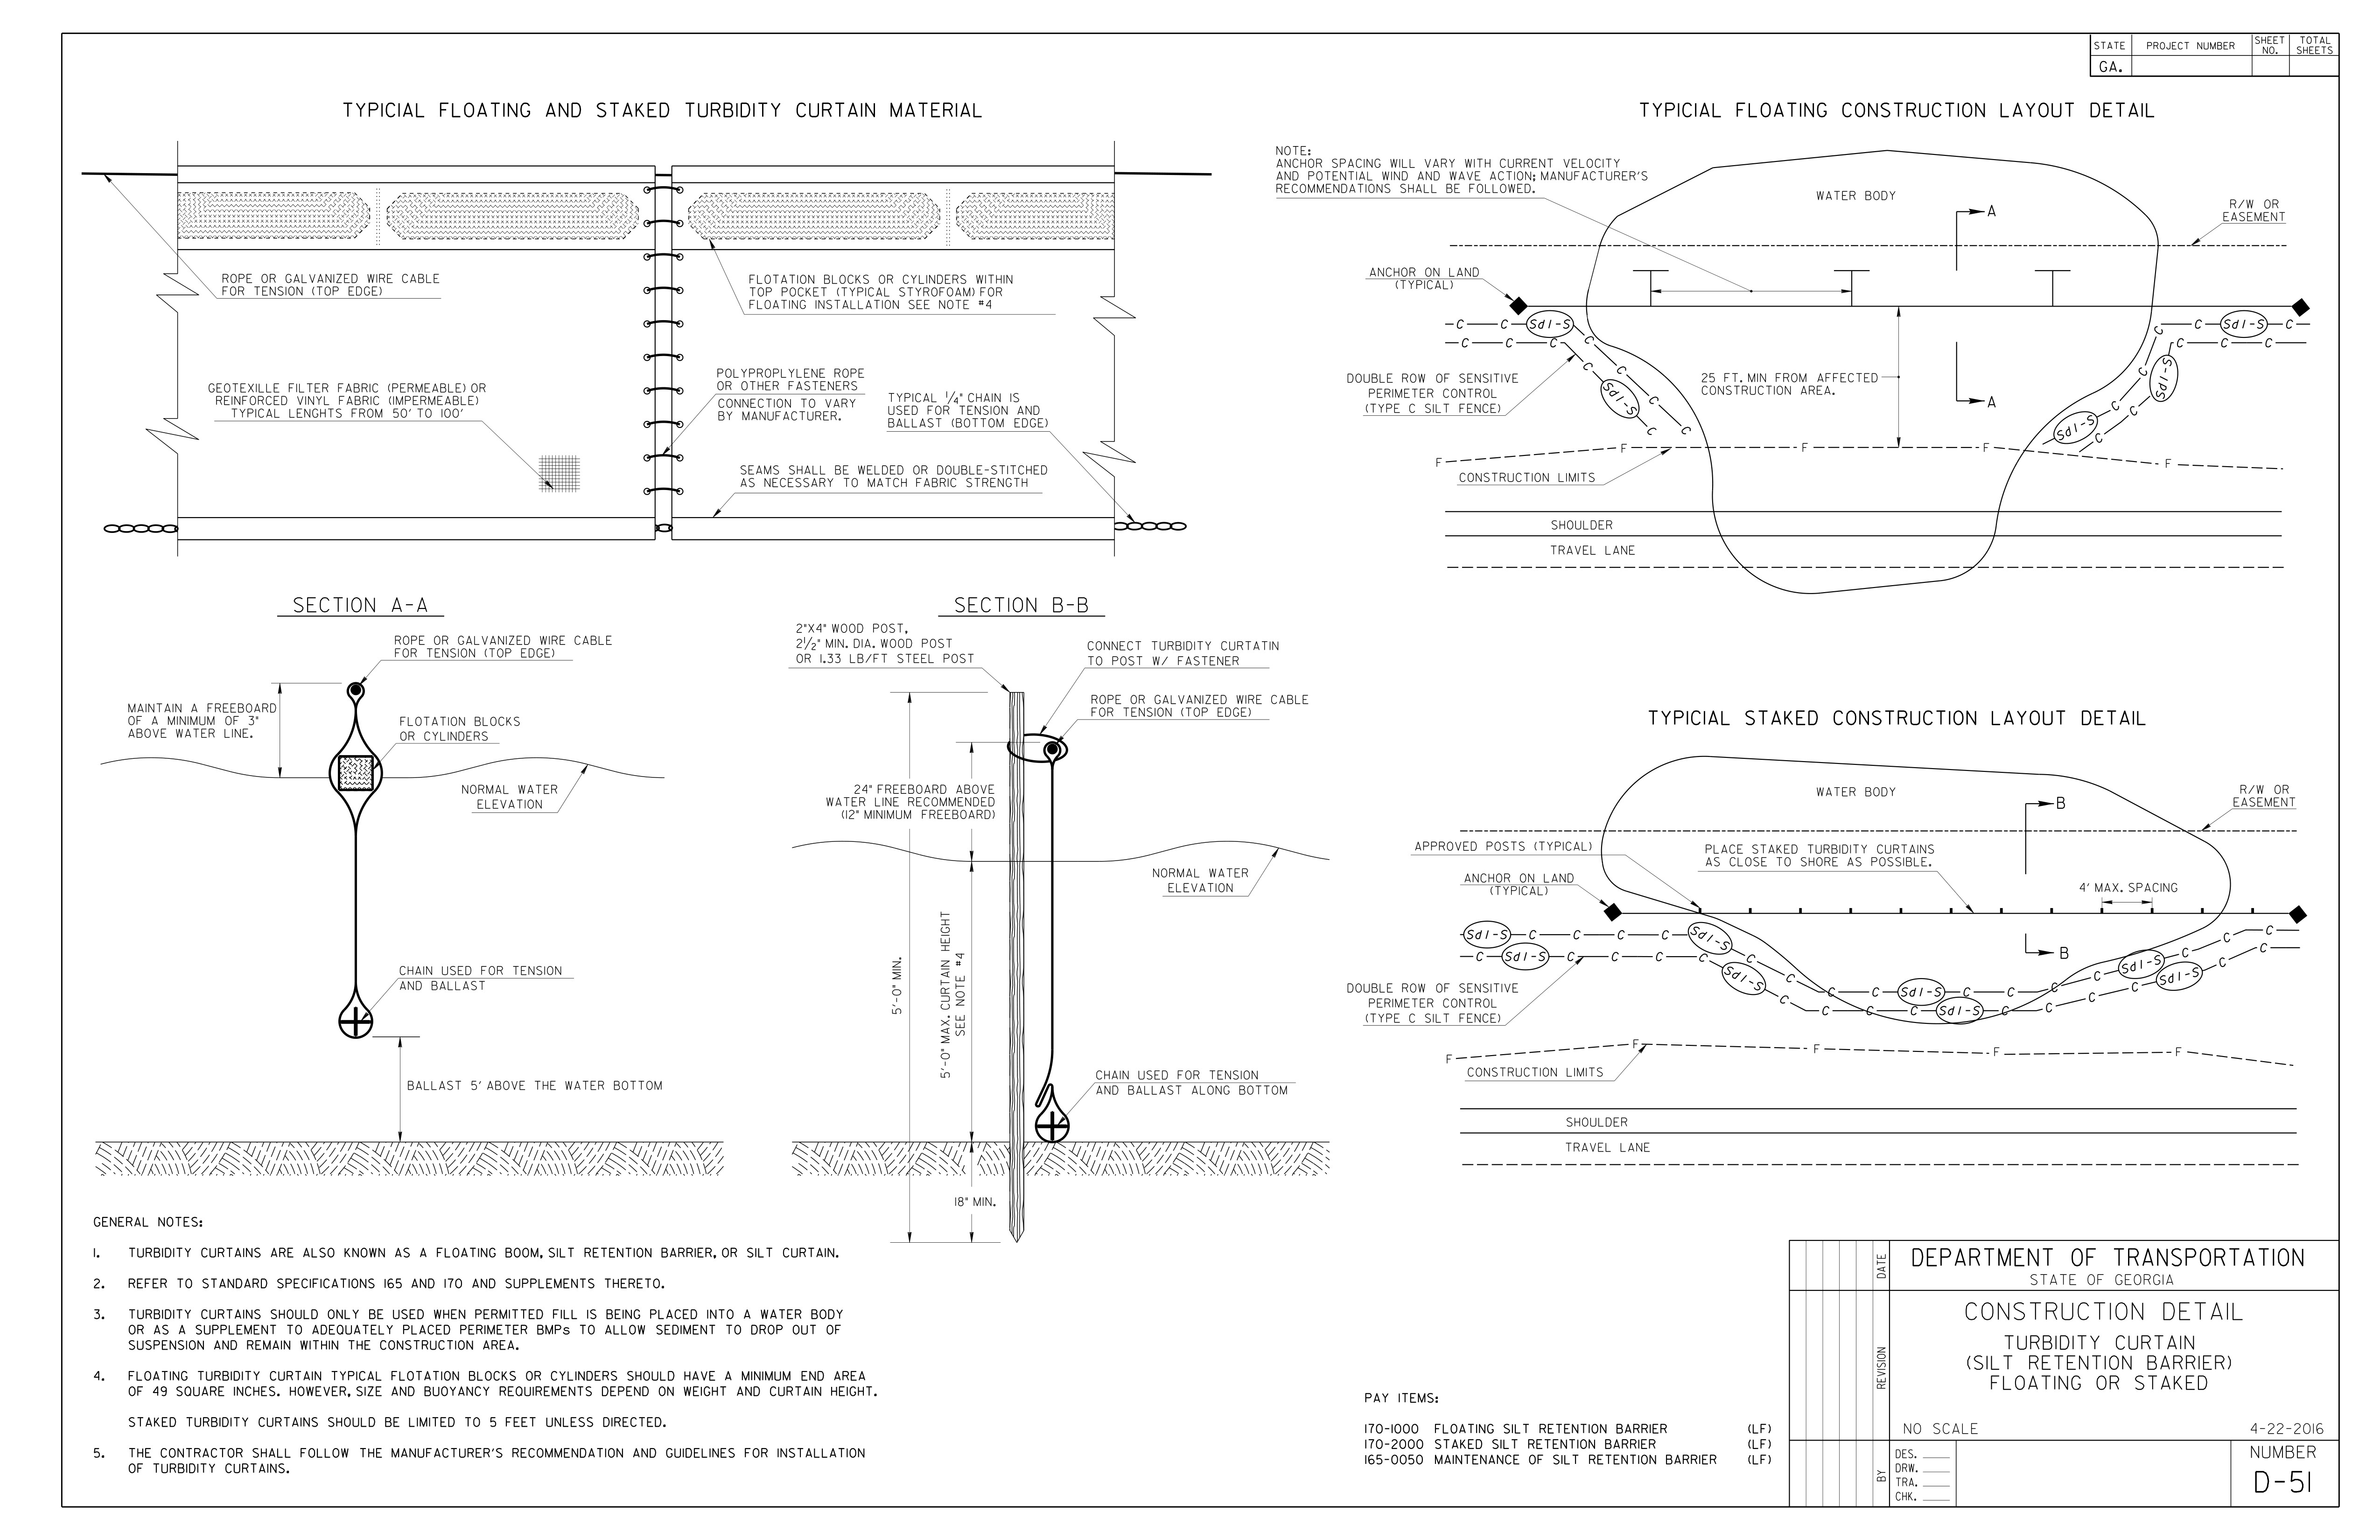 STATE
PROJECT NUMBER
SHEET
NO.
TOTAL
SHEETS
GA.
TYPICIAL FLOATING AND STAKED TURBIDITY CURTAIN MATERIAL
ROPE OR GALVANIZED WIRE CABLE
FOR TENSION (TOP EDGE)
FLOTATION BLOCKS OR CYLINDERS WITHIN
TOP POCKET (TYPICAL STYROFOAM) FOR
FLOATING INSTALLATION SEE NOTE #4
GEOTEXILLE FILTER FABRIC (PERMEABLE) OR
REINFORCED VINYL FABRIC (IMPERMEABLE)
TYPICAL LENGHTS FROM 50' TO 100'
POLYPROPLYLENE ROPE
OR OTHER FASTENERS
CONNECTION TO VARY
BY MANUFACTURER.
TYPICAL 1/4" CHAIN IS
USED FOR TENSION AND
BALLAST (BOTTOM EDGE)
SEAMS SHALL BE WELDED OR DOUBLE-STITCHED
AS NECESSARY TO MATCH FABRIC STRENGTH
TYPICIAL FLOATING CONSTRUCTION LAYOUT DETAIL
NOTE:
ANCHOR SPACING WILL VARY WITH CURRENT VELOCITY
AND POTENTIAL WIND AND WAVE ACTION; MANUFACTURER'S
RECOMMENDATIONS SHALL BE FOLLOWED.
WATER BODY
A
R/W OR
EASEMENT
ANCHOR ON LAND
(TYPICAL)
C C Sd1-S C C Sd1-S C
C C C C C C C
DOUBLE ROW OF SENSITIVE
PERIMETER CONTROL
(TYPE C SILT FENCE)
C Sd1-S C C C
25 FT. MIN FROM AFFECTED
CONSTRUCTION AREA.
A
C Sd1-S C C Sd1-S C
F F F F F
CONSTRUCTION LIMITS
SHOULDER
TRAVEL LANE
SECTION A-A
ROPE OR GALVANIZED WIRE CABLE
FOR TENSION (TOP EDGE)
MAINTAIN A FREEBOARD
OF A MINIMUM OF 3"
ABOVE WATER LINE.
FLOTATION BLOCKS
OR CYLINDERS
NORMAL WATER
ELEVATION
CHAIN USED FOR TENSION
AND BALLAST
BALLAST 5' ABOVE THE WATER BOTTOM
SECTION B-B
2"X4" WOOD POST,
2 1/2" MIN. DIA. WOOD POST
OR 1.33 LB/FT STEEL POST
CONNECT TURBIDITY CURTATIN
TO POST W/ FASTENER
ROPE OR GALVANIZED WIRE CABLE
FOR TENSION (TOP EDGE)
24" FREEBOARD ABOVE
WATER LINE RECOMMENDED
(12" MINIMUM FREEBOARD)
NORMAL WATER
ELEVATION
5'-0" MIN.
5'-0" MAX. CURTAIN HEIGHT
SEE NOTE #4
CHAIN USED FOR TENSION
AND BALLAST ALONG BOTTOM
18" MIN.
TYPICIAL STAKED CONSTRUCTION LAYOUT DETAIL
WATER BODY
B
R/W OR
EASEMENT
APPROVED POSTS (TYPICAL)
PLACE STAKED TURBIDITY CURTAINS
AS CLOSE TO SHORE AS POSSIBLE.
ANCHOR ON LAND
(TYPICAL)
4' MAX. SPACING
B
Sd1-S C C C C Sd1-S C C
C Sd1-S C C C Sd1-S C C C
DOUBLE ROW OF SENSITIVE
PERIMETER CONTROL
(TYPE C SILT FENCE)
C C Sd1-S C C C C Sd1-S C
C C C Sd1-S C C C C Sd1-S C
F F F F F
CONSTRUCTION LIMITS
SHOULDER
TRAVEL LANE
GENERAL NOTES:
1. TURBIDITY CURTAINS ARE ALSO KNOWN AS A FLOATING BOOM, SILT RETENTION BARRIER, OR SILT CURTAIN.
2. REFER TO STANDARD SPECIFICATIONS 165 AND 170 AND SUPPLEMENTS THERETO.
3. TURBIDITY CURTAINS SHOULD ONLY BE USED WHEN PERMITTED FILL IS BEING PLACED INTO A WATER BODY
OR AS A SUPPLEMENT TO ADEQUATELY PLACED PERIMETER BMPs TO ALLOW SEDIMENT TO DROP OUT OF
SUSPENSION AND REMAIN WITHIN THE CONSTRUCTION AREA.
4. FLOATING TURBIDITY CURTAIN TYPICAL FLOTATION BLOCKS OR CYLINDERS SHOULD HAVE A MINIMUM END AREA
OF 49 SQUARE INCHES. HOWEVER, SIZE AND BUOYANCY REQUIREMENTS DEPEND ON WEIGHT AND CURTAIN HEIGHT.
STAKED TURBIDITY CURTAINS SHOULD BE LIMITED TO 5 FEET UNLESS DIRECTED.
5. THE CONTRACTOR SHALL FOLLOW THE MANUFACTURER'S RECOMMENDATION AND GUIDELINES FOR INSTALLATION
OF TURBIDITY CURTAINS.
PAY ITEMS:
170-1000 FLOATING SILT RETENTION BARRIER (LF)
170-2000 STAKED SILT RETENTION BARRIER (LF)
165-0050 MAINTENANCE OF SILT RETENTION BARRIER (LF)
DATE
REVISION
BY
DEPARTMENT OF TRANSPORTATION
STATE OF GEORGIA
CONSTRUCTION DETAIL
TURBIDITY CURTAIN
(SILT RETENTION BARRIER)
FLOATING OR STAKED
NO SCALE
4-22-2016
DES.
DRW.
TRA.
CHK.
NUMBER
D-51